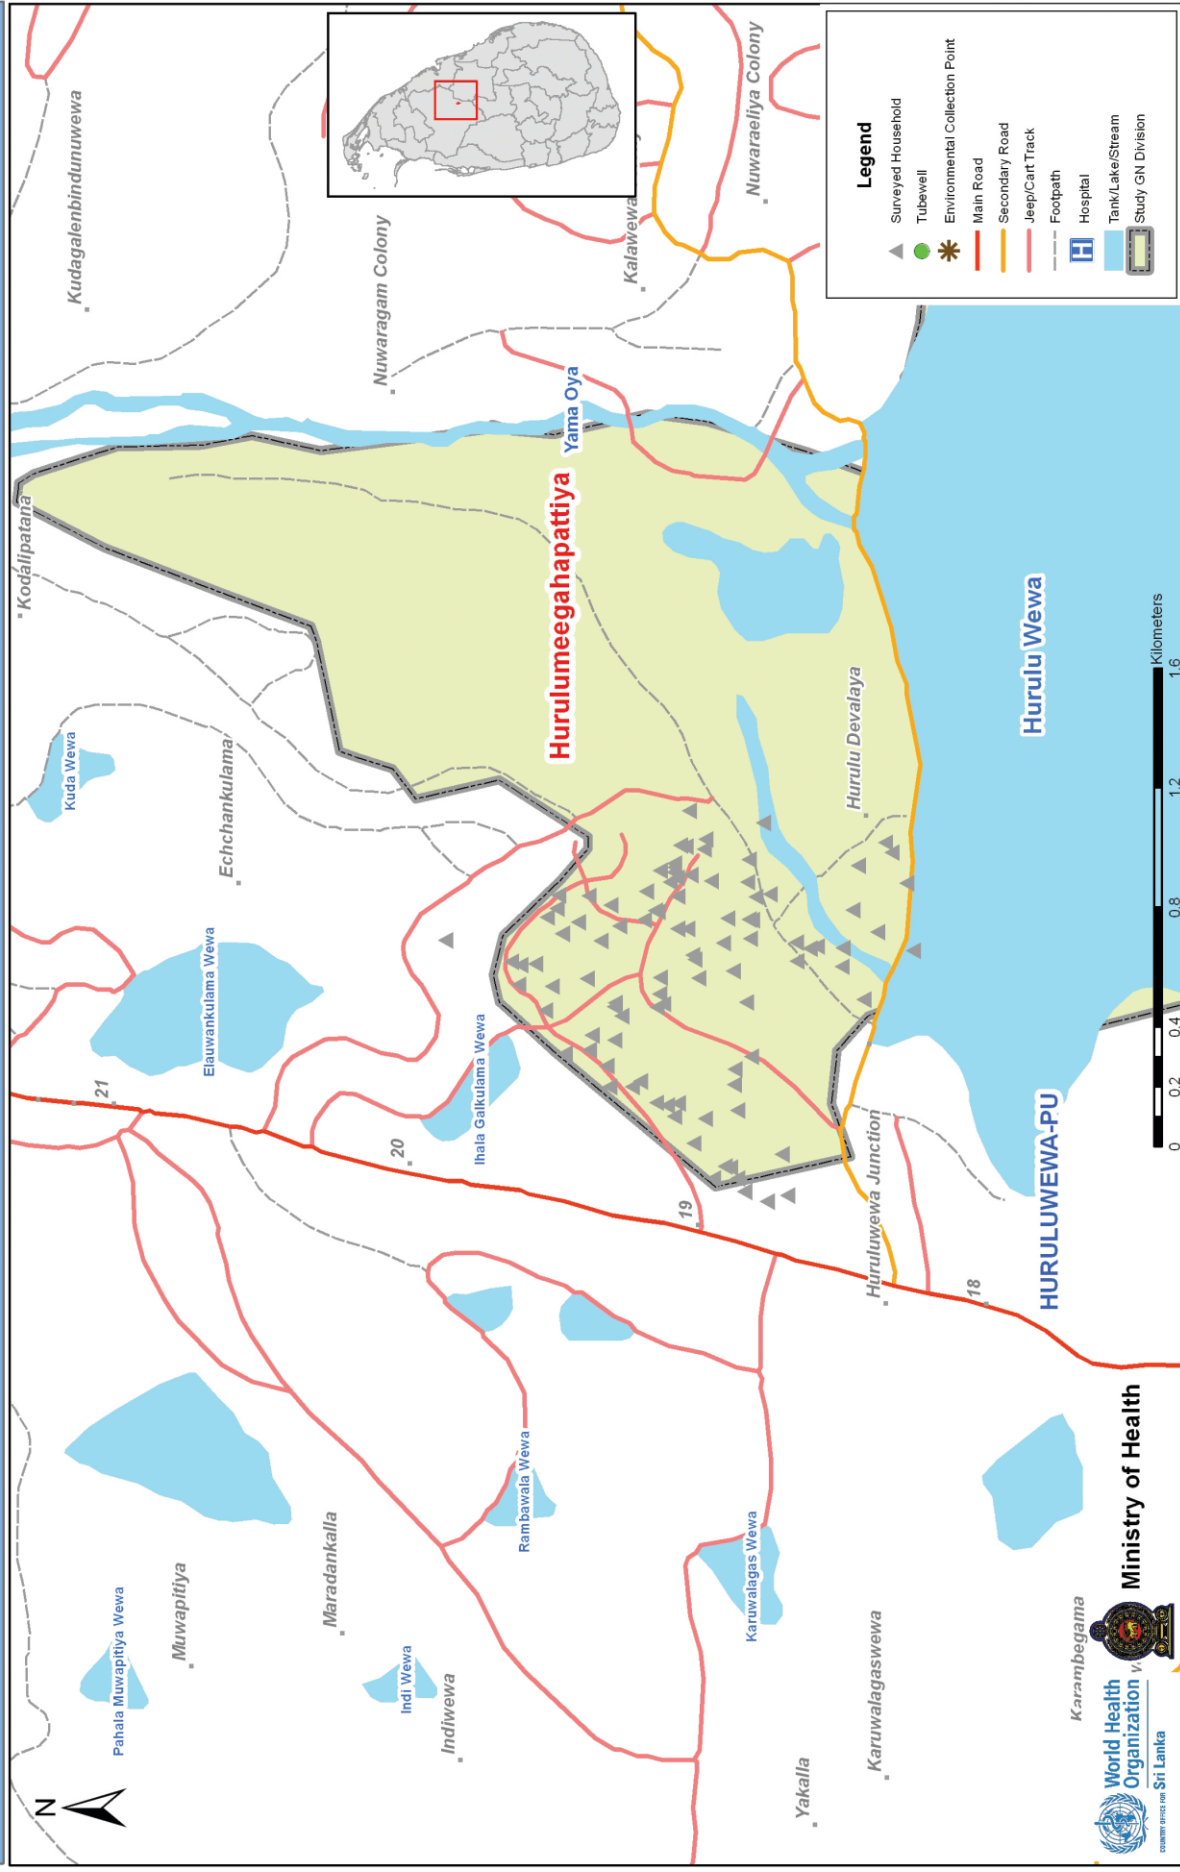 N
Pahala Muwapitiya Wewa
Muwapitiya
Maradankalla
Indi Wewa
Indiwewa
Rambawala Wewa
Yakalla
Karuwalagaswewa
Karuwalagas Wewa
Karambegama
21
20
19
18
Elauwankulama Wewa
Echchankulama
Kuda Wewa
Ihala Galkulama Wewa
Kodalipatana
Kudagalenbindunuwewa
Nuwaragam Colony
Yama Oya
Hurulumeegahapattiya
Kalawewa
Nuwaraeliya Colony
Hurulu Devalaya
Huruluwewa Junction
HURULUWEWA-PU
Hurulu Wewa
Legend
Surveyed Household
Tubewell
Environmental Collection Point
Main Road
Secondary Road
Jeep/Cart Track
Footpath
H
Hospital
Tank/Lake/Stream
Study GN Division
Kilometers
0 0.2 0.4 0.8 1.2 1.6
World Health
Organization
COUNTRY OFFICE FOR Sri Lanka
Ministry of Health